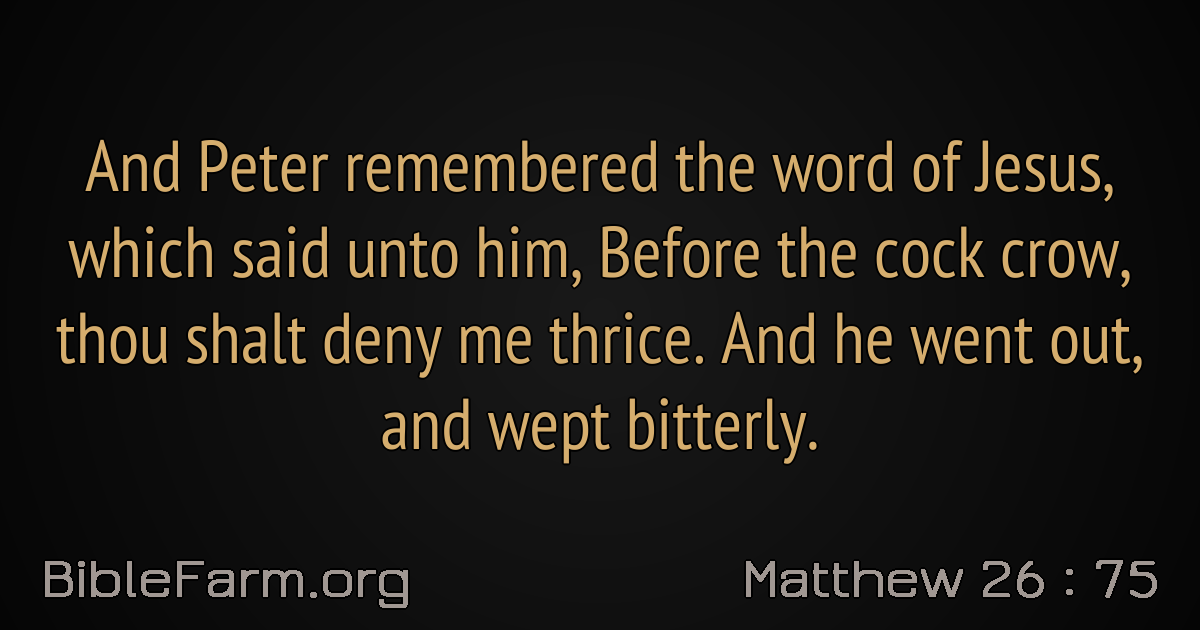 And Peter remembered the word of Jesus,
which said unto him, Before the cock crow,
thou shalt deny me thrice. And he went out,
and wept bitterly.
BibleFarm.org
Matthew 26 : 75